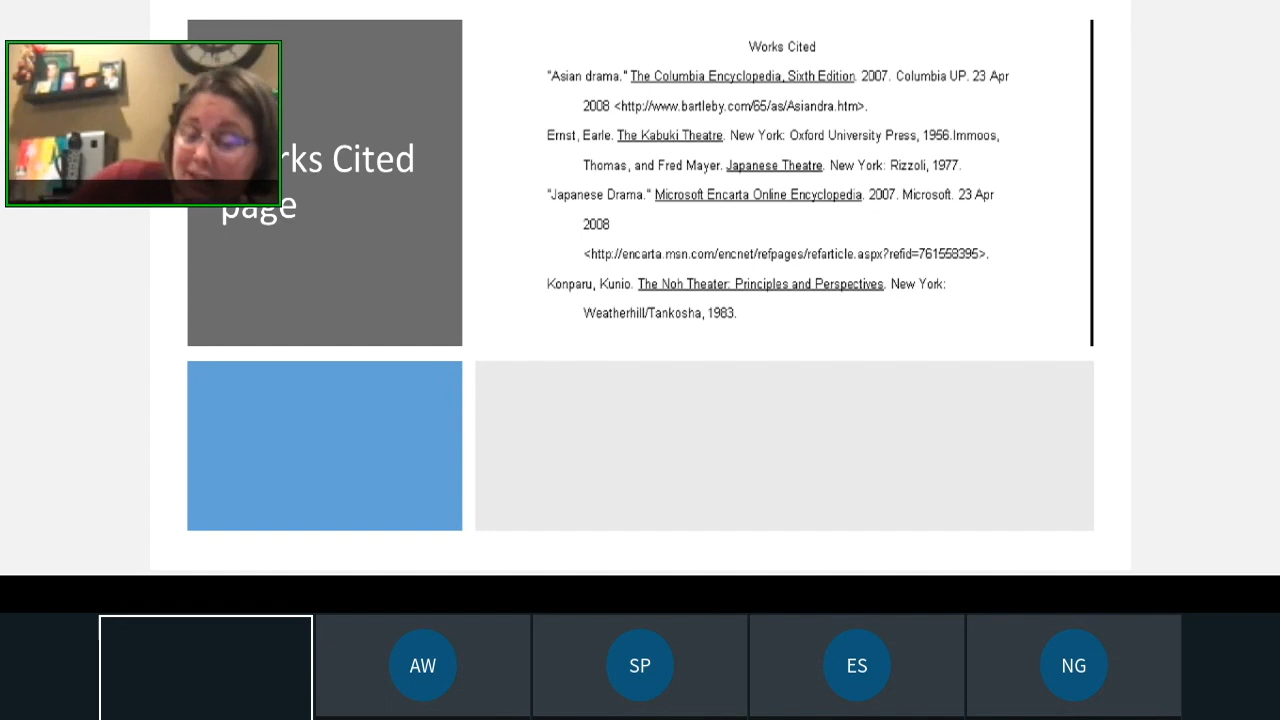 rks Cited
page
Works Cited
"Asian drama." The Columbia Encyclopedia, Sixth Edition. 2007. Columbia UP. 23 Apr
2008 <http://www.bartleby.com/65/as/Asiandra.htm>.
Ernst, Earle. The Kabuki Theatre. New York: Oxford University Press, 1956.Immoos,
Thomas, and Fred Mayer. Japanese Theatre. New York: Rizzoli, 1977.
"Japanese Drama." Microsoft Encarta Online Encyclopedia. 2007. Microsoft. 23 Apr
2008
<http://encarta.msn.com/encnet/refpages/refarticle.aspx?refid=761558395>.
Konparu, Kunio. The Noh Theater: Principles and Perspectives. New York:
Weatherhill/Tankosha, 1983.
AW
SP
ES
NG